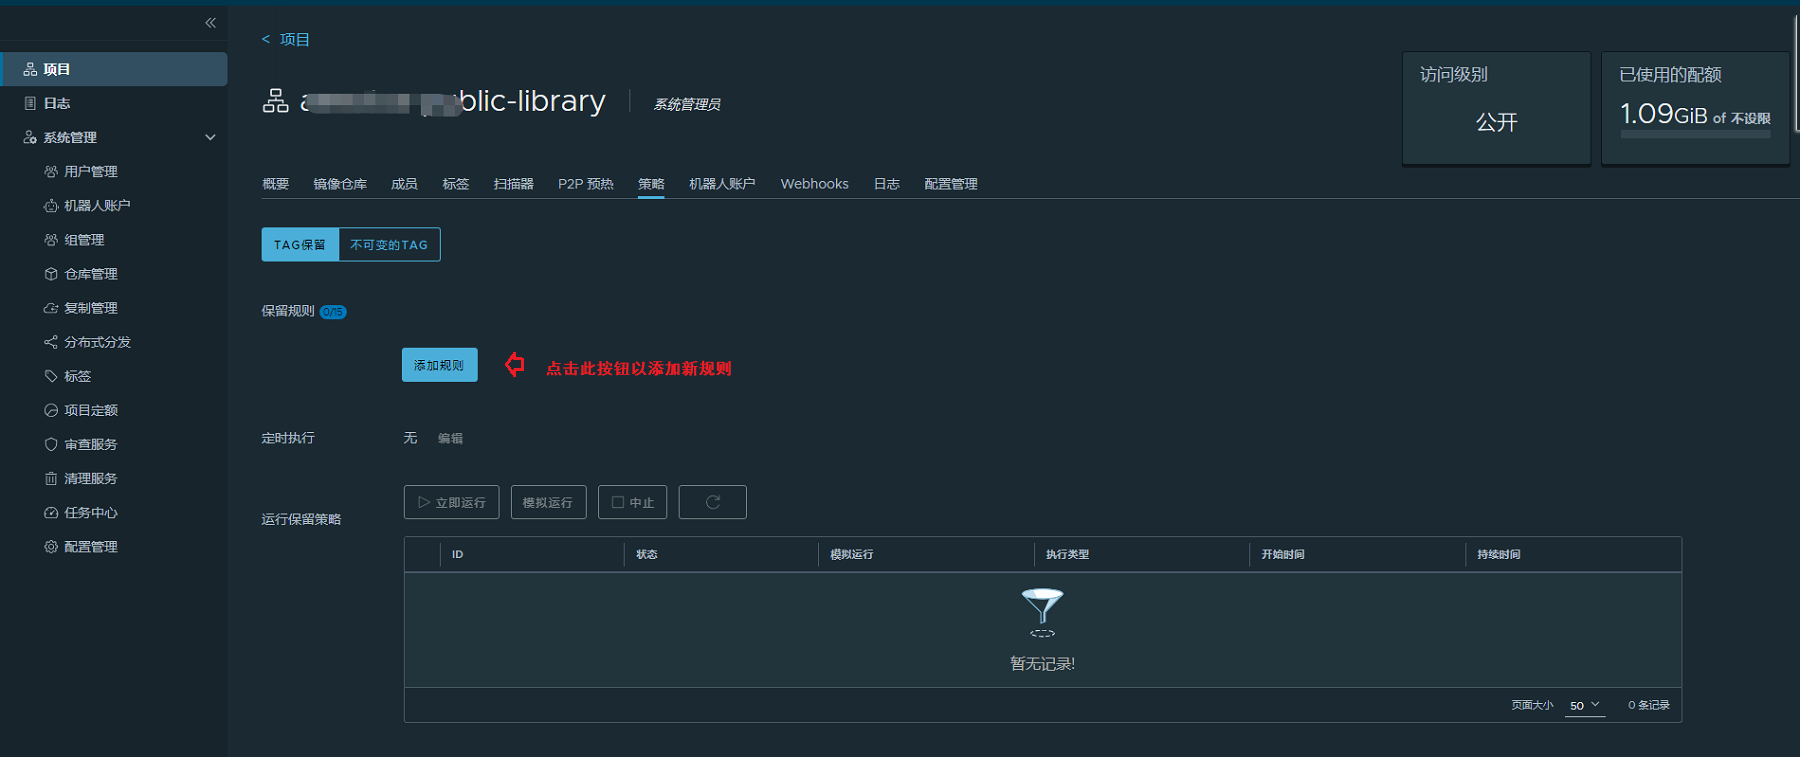 项目
日志
系统管理
用户管理
机器人账户
组管理
仓库管理
复制管理
分布式分发
标签
项目定额
审查服务
清理服务
任务中心
配置管理
< 项目
blic-library 系统管理员
访问级别
公开
已使用的配额
1.09GiB of 不设限
概要 镜像仓库 成员 标签 扫描器 P2P 预热 策略 机器人账户 Webhooks 日志 配置管理
TAG保留 不可变的TAG
保留规则 0/15
添加规则 点击此按钮以添加新规则
定时执行 无 编辑
运行保留策略 立即运行 模拟运行 中止
ID 状态 模拟运行 执行类型 开始时间 持续时间
暂无记录!
页面大小 50 0 条记录